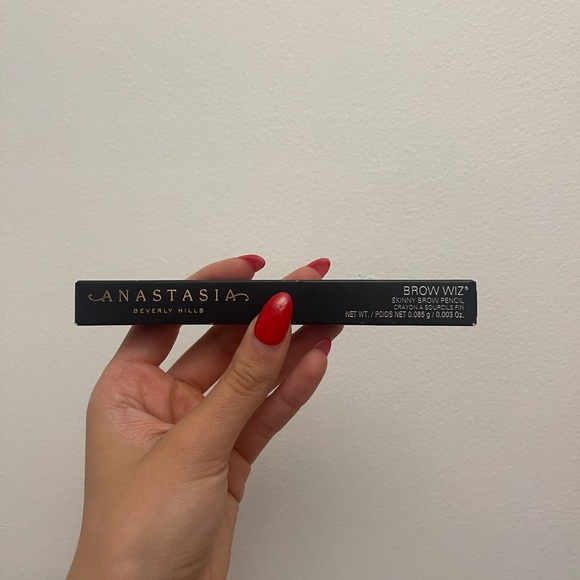 ANASTASIA
BEVERLY HILLS
BROW WIZ®
SKINNY BROW PENCIL
CRAYON À SOURCILS FIN
NET WT. / POIDS NET 0.085 g / 0.003 Oz.